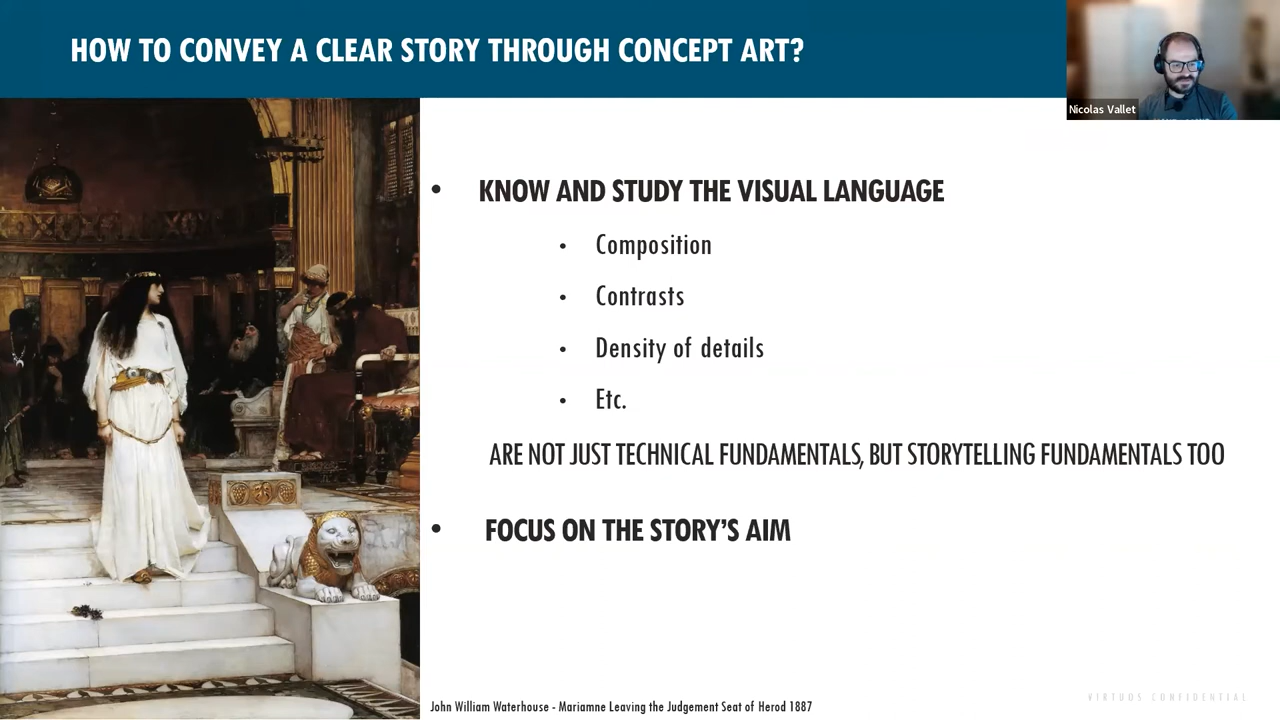 HOW TO CONVEY A CLEAR STORY THROUGH CONCEPT ART?
Nicolas Vallet
• KNOW AND STUDY THE VISUAL LANGUAGE
• Composition
• Contrasts
• Density of details
• Etc.
ARE NOT JUST TECHNICAL FUNDAMENTALS, BUT STORYTELLING FUNDAMENTALS TOO
• FOCUS ON THE STORY'S AIM
John William Waterhouse - Mariamne Leaving the Judgement Seat of Herod 1887
VIRTUOS CONFIDENTIAL